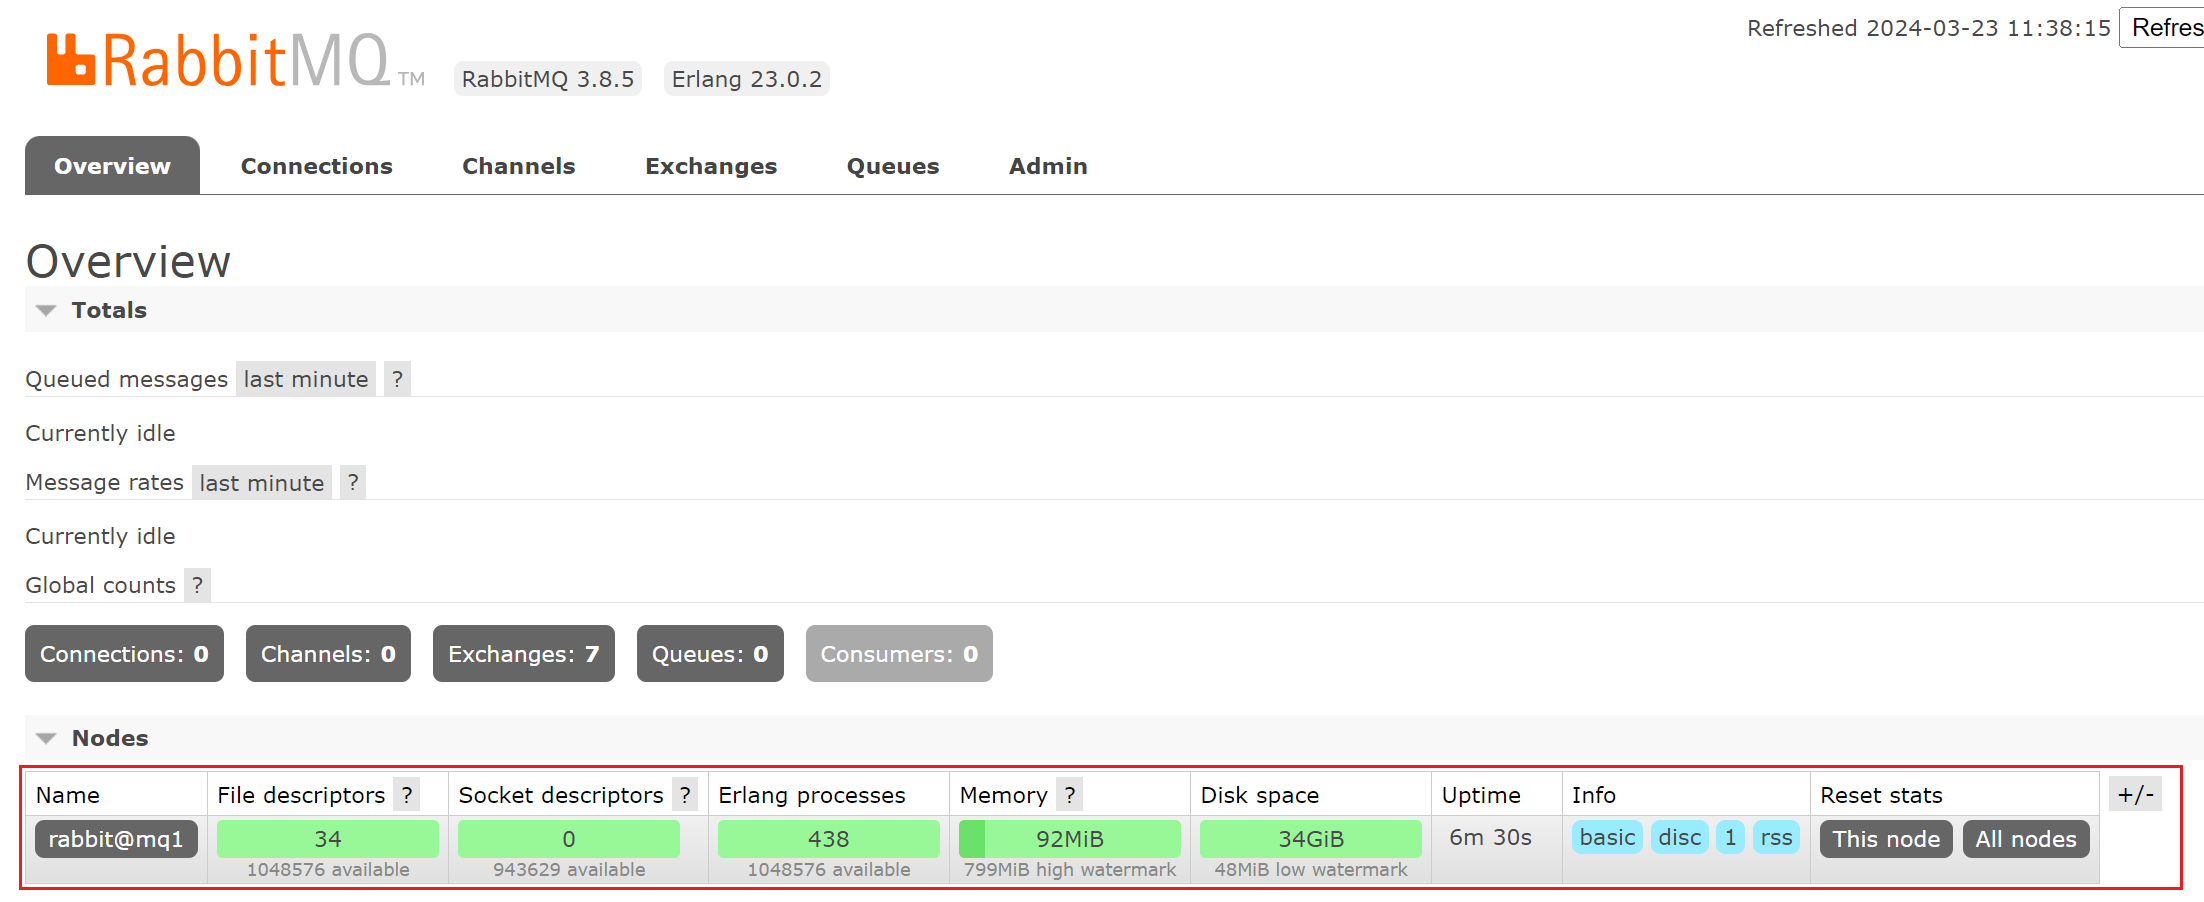 Refreshed 2024-03-23 11:38:15 Refres
RabbitMQ TM RabbitMQ 3.8.5 Erlang 23.0.2
Overview Connections Channels Exchanges Queues Admin
Overview
Totals
Queued messages last minute ?
Currently idle
Message rates last minute ?
Currently idle
Global counts ?
Connections: 0 Channels: 0 Exchanges: 7 Queues: 0 Consumers: 0
Nodes
Name File descriptors ? Socket descriptors ? Erlang processes Memory ? Disk space Uptime Info Reset stats +/-
rabbit@mq1 34 0 438 92MiB 34GiB 6m 30s basic disc 1 rss This node All nodes
1048576 available 943629 available 1048576 available 799MiB high watermark 48MiB low watermark